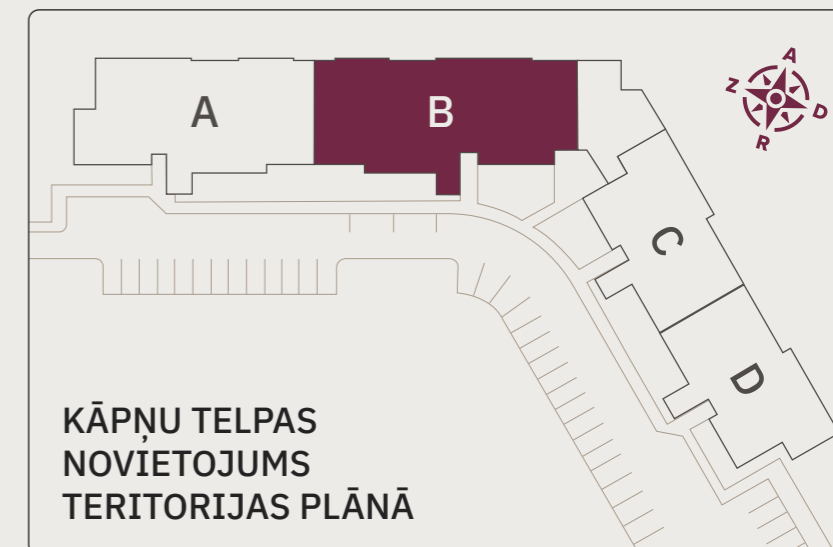 A
B
C
D
A
Z
D
R
KĀPŅU TELPAS
NOVIETOJUMS
TERITORIJAS PLĀNĀ